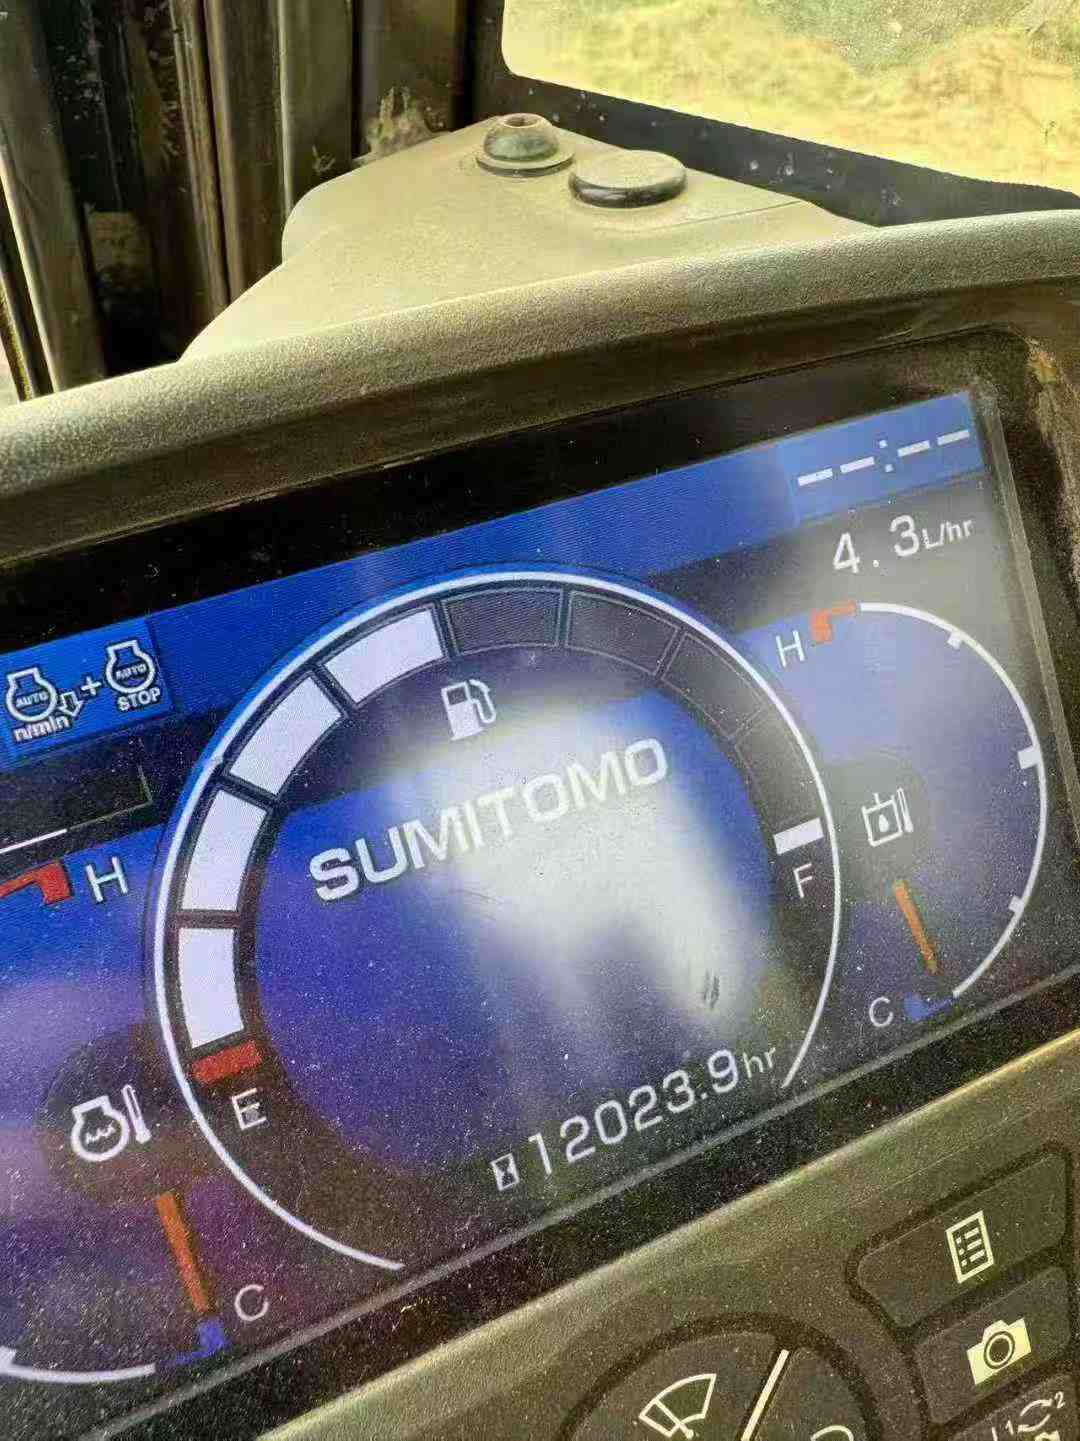 --:--
4.3L/hr
AUTO
n/min
+
AUTO
STOP
H
SUMITOMO
H
F
E
C
12023.9hr
C